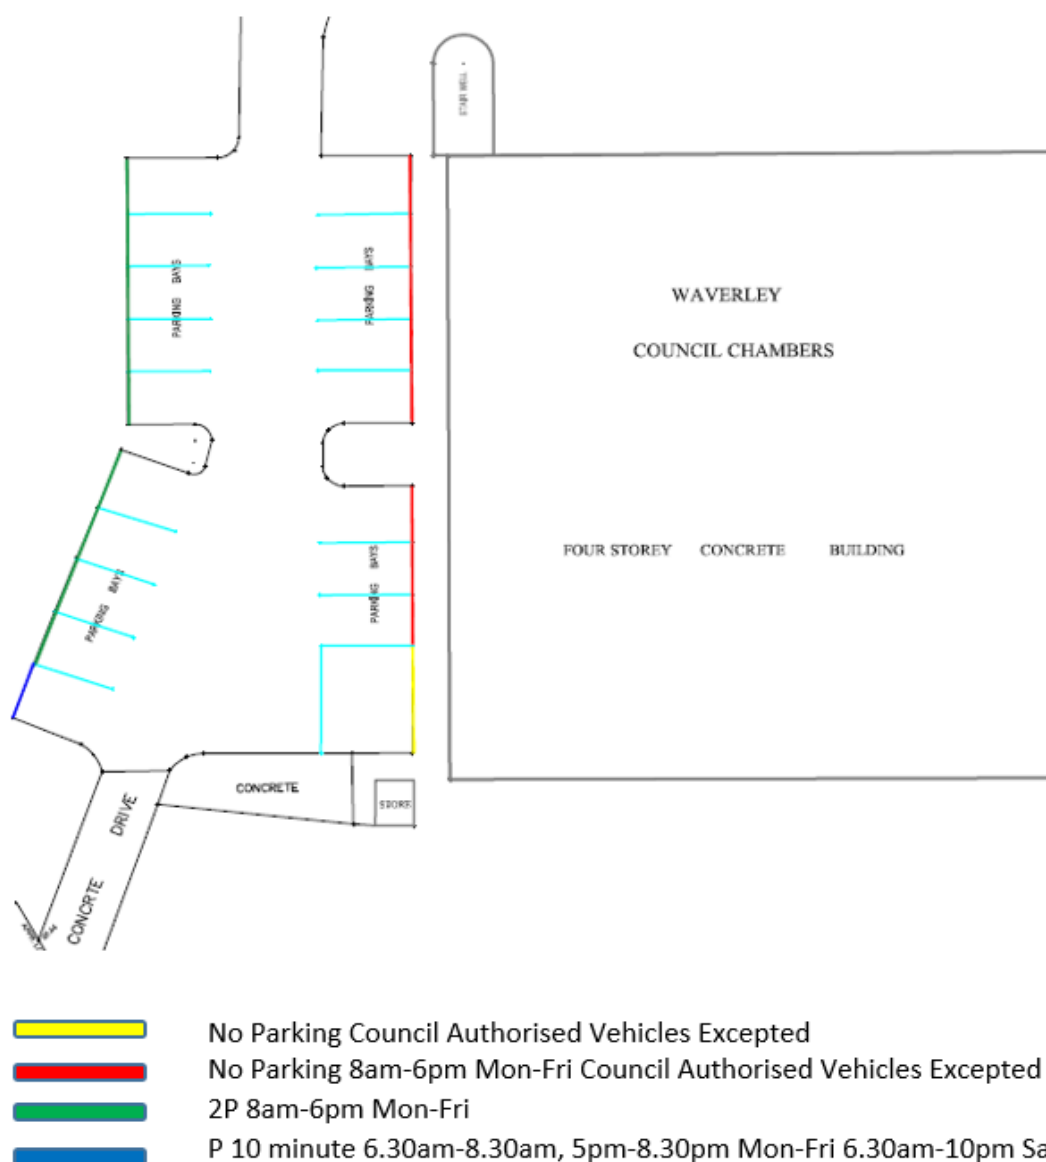 STAIR WELL
PARKING BAYS
PARKING BAYS
WAVERLEY
COUNCIL CHAMBERS
FOUR STOREY CONCRETE BUILDING
PARKING BAYS
PARKING BAYS
CONCRETE
STORE
CONCRTE DRIVE
No Parking Council Authorised Vehicles Excepted
No Parking 8am-6pm Mon-Fri Council Authorised Vehicles Excepted
2P 8am-6pm Mon-Fri
P 10 minute 6.30am-8.30am, 5pm-8.30pm Mon-Fri 6.30am-10pm Sa